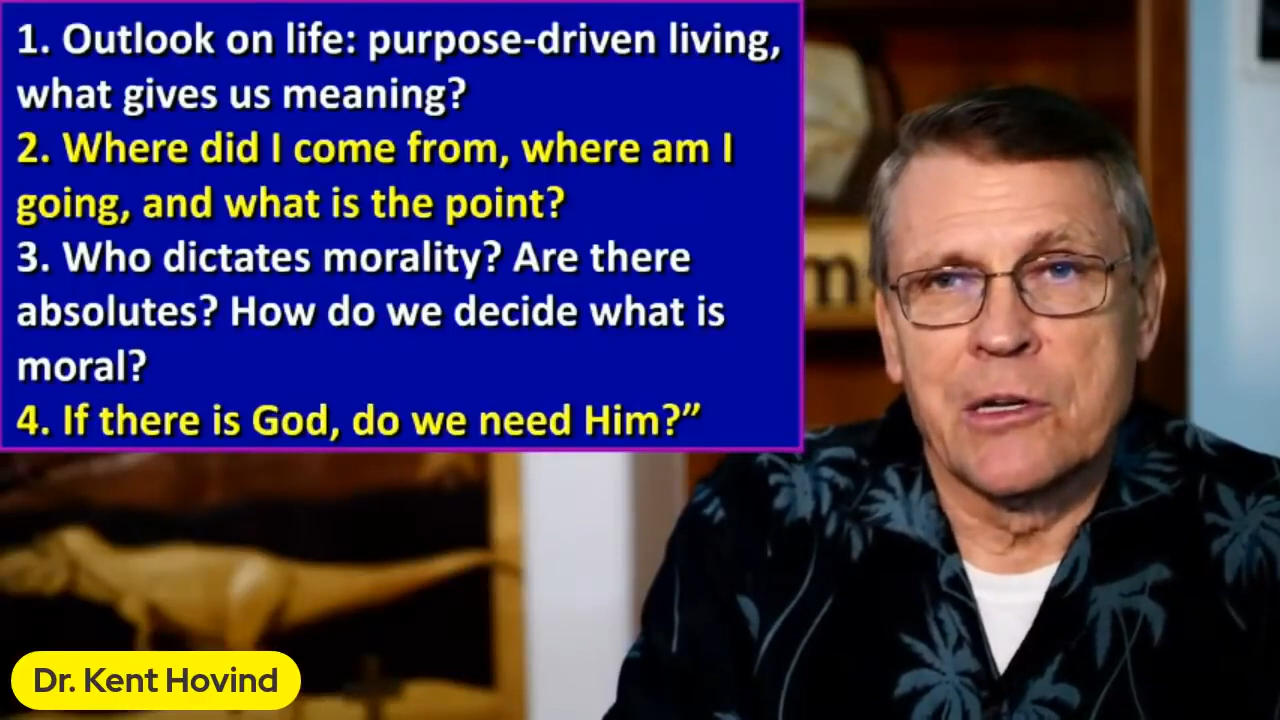 1. Outlook on life: purpose-driven living,
what gives us meaning?
2. Where did I come from, where am I
going, and what is the point?
3. Who dictates morality? Are there
absolutes? How do we decide what is
moral?
4. If there is God, do we need Him?”
Dr. Kent Hovind